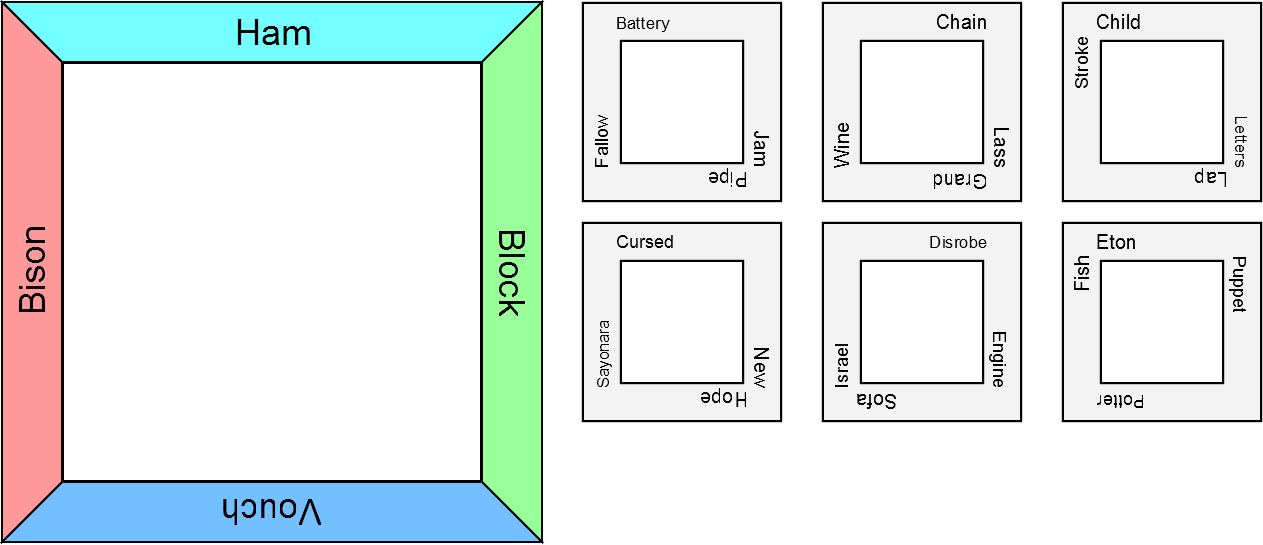 Ham
Bison
Block
Vouch
Battery
Fallow
Jam
Pipe
Chain
Wine
Lass
Grand
Child
Stroke
Letters
Lap
Cursed
Sayonara
New
Hope
Disrobe
Israel
Engine
Sofa
Eton
Fish
Puppet
Potter